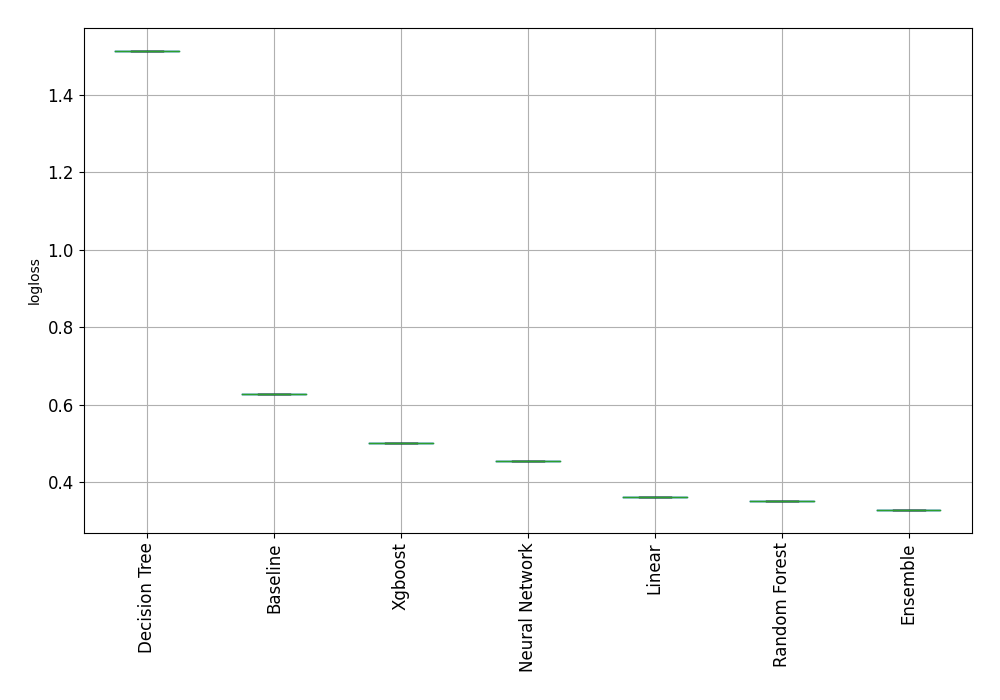 logloss
1.4
1.2
1.0
0.8
0.6
0.4
Decision Tree
Baseline
Xgboost
Neural Network
Linear
Random Forest
Ensemble